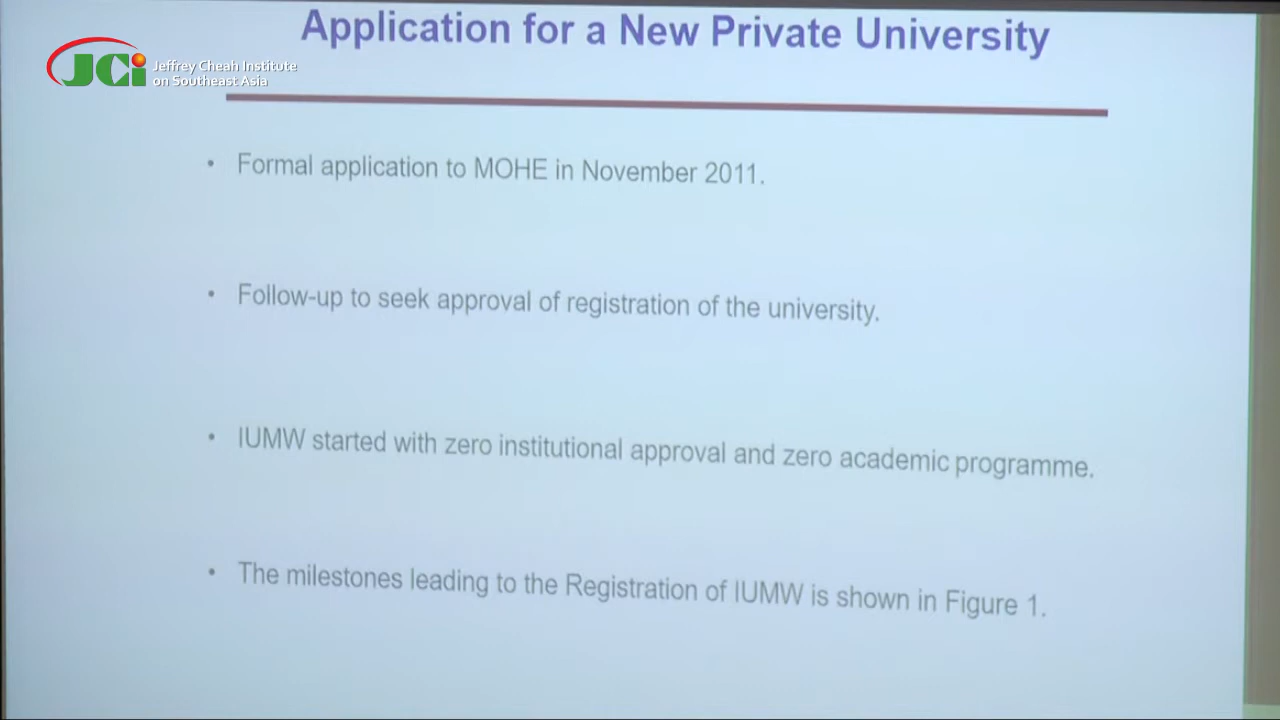 Application for a New Private University
JCi Jeffrey Cheah Institute
on Southeast Asia
• Formal application to MOHE in November 2011.
• Follow-up to seek approval of registration of the university.
• IUMW started with zero institutional approval and zero academic programme.
• The milestones leading to the Registration of IUMW is shown in Figure 1.